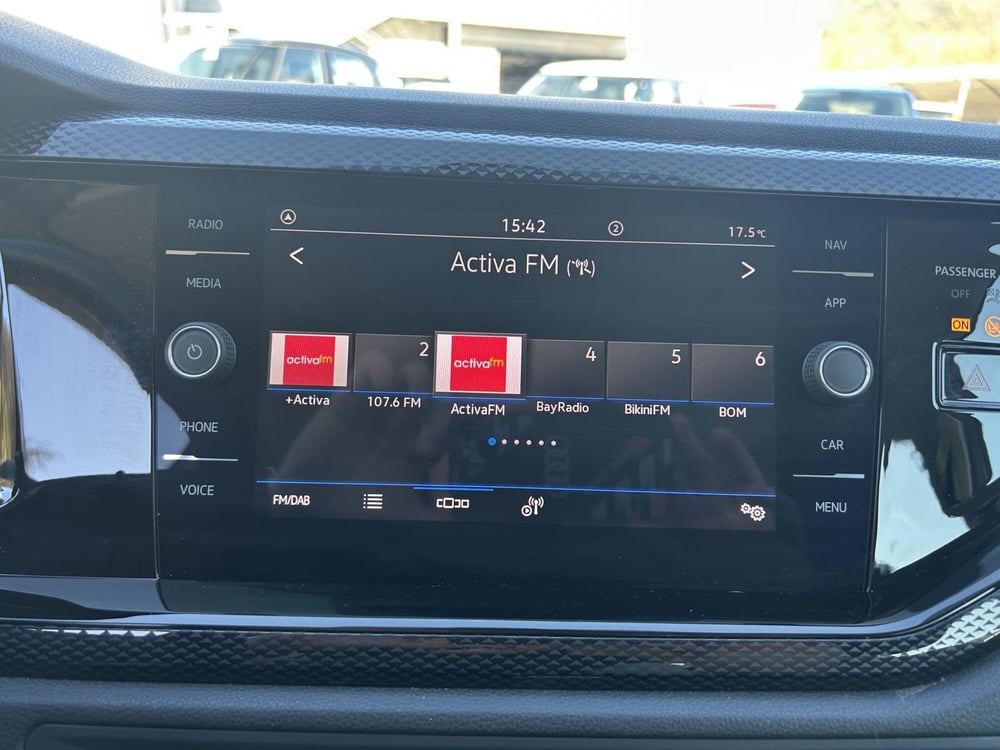 RADIO
MEDIA
PHONE
VOICE
15:42
2
17.5°C
< Activa FM >
activafm
2
activafm
4
5
6
+Activa
107.6 FM
ActivaFM
BayRadio
BikiniFM
BOM
FM/DAB
NAV
APP
CAR
MENU
PASSENGER
OFF
ON